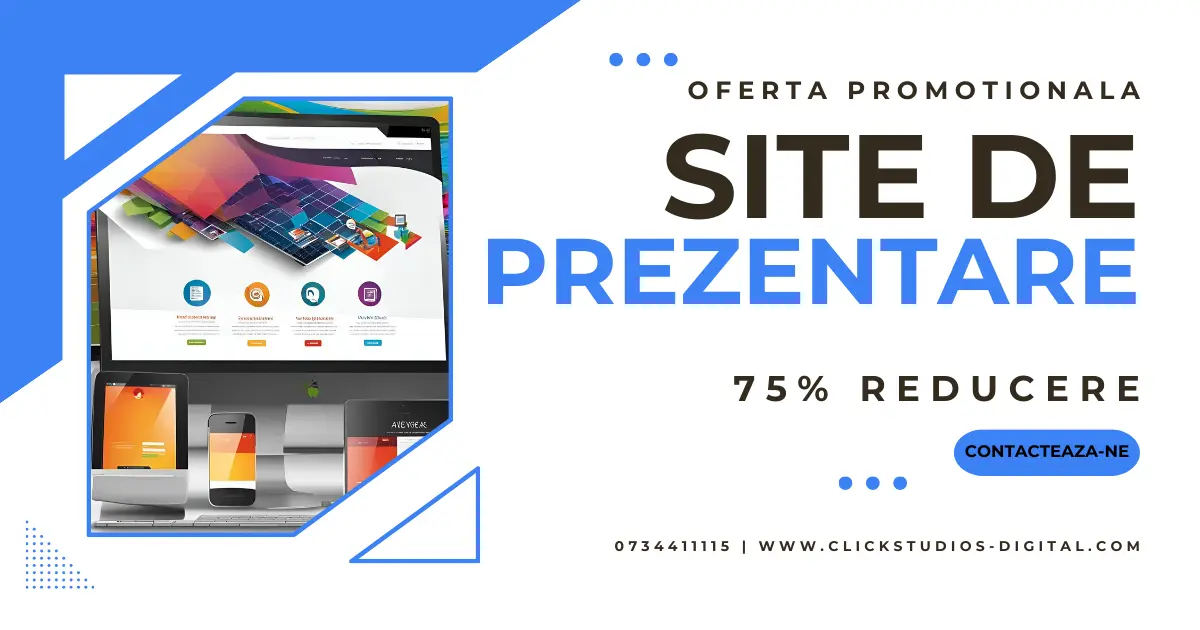 OFERTA PROMOTIONALA
SITE DE
PREZENTARE
75% REDUCERE
CONTACTEAZA-NE
0734411115 | WWW.CLICKSTUDIOS-DIGITAL.COM